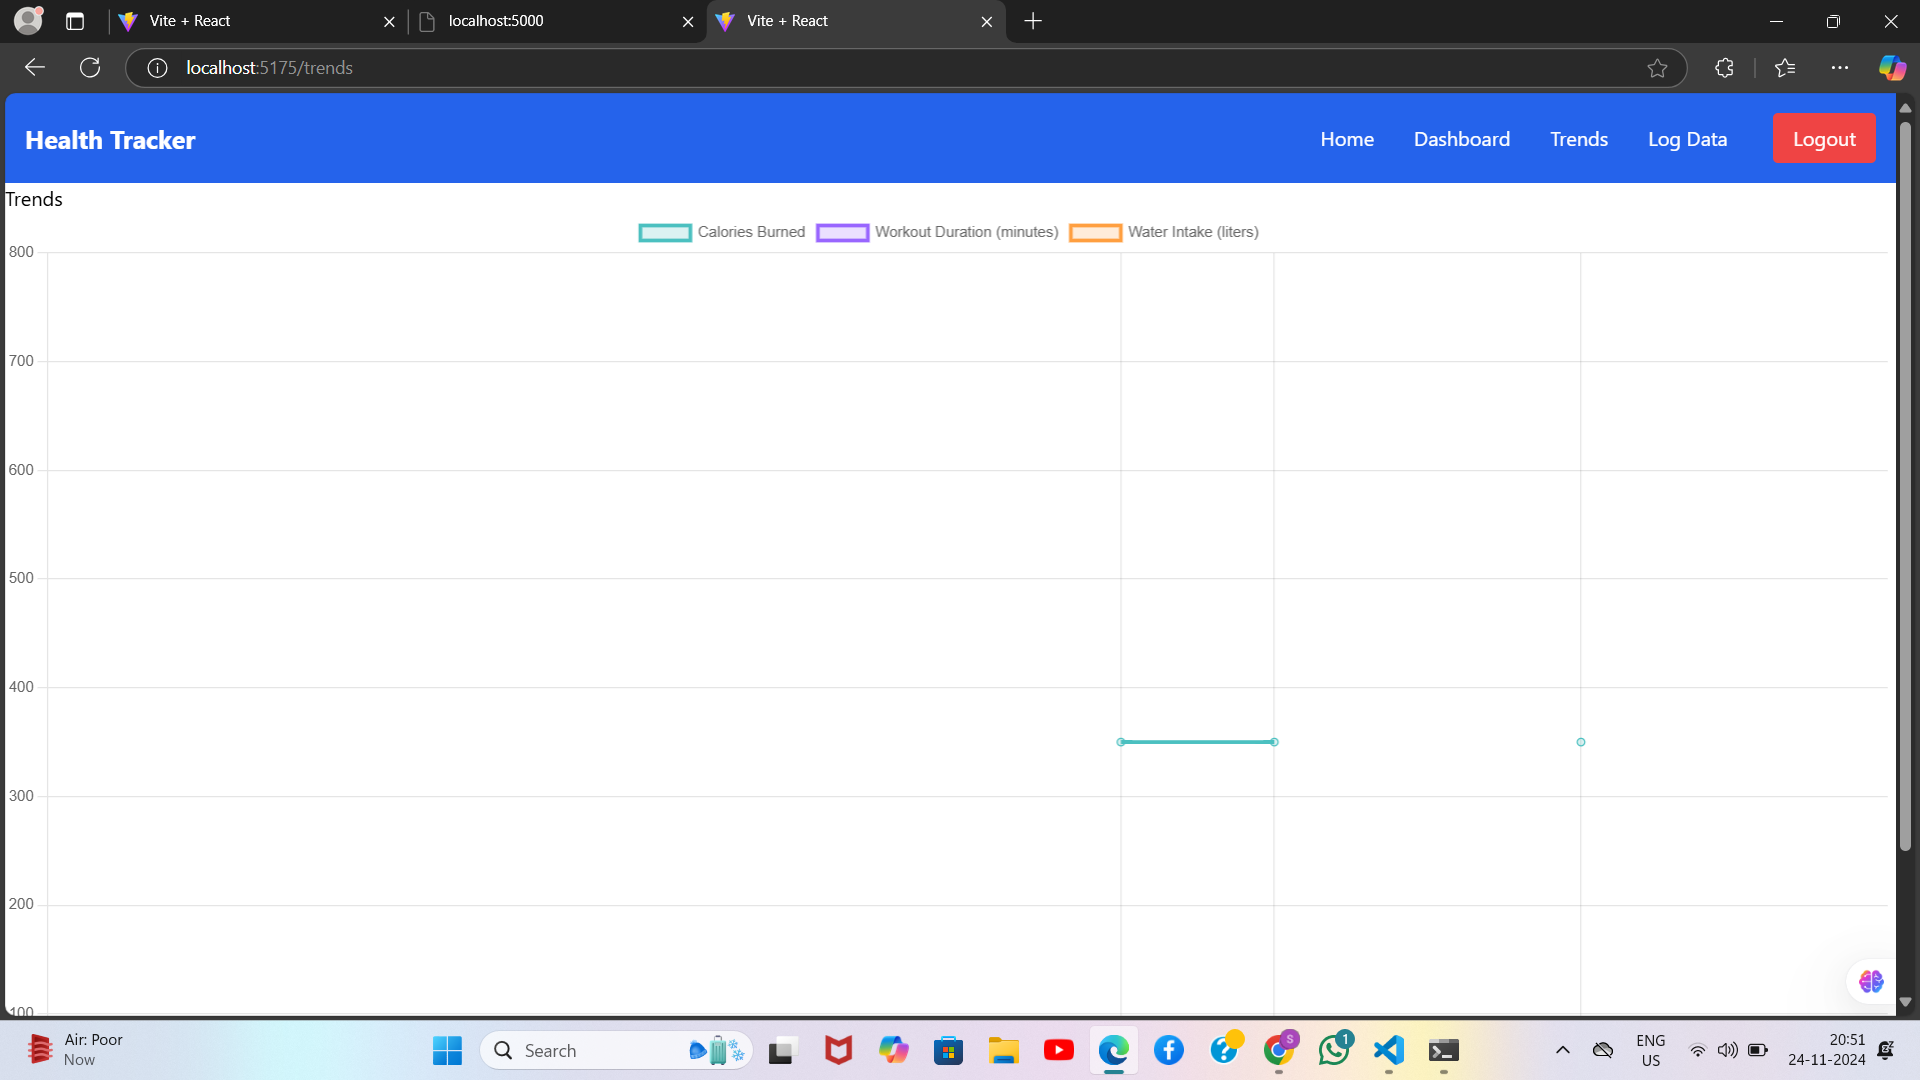 Vite + React
localhost:5000
Vite + React
localhost:5175/trends
Health Tracker
Home
Dashboard
Trends
Log Data
Logout
Trends
Calories Burned
Workout Duration (minutes)
Water Intake (liters)
800
700
600
500
400
300
200
100
Air: Poor
Now
Search
S
1
ENG
US
20:51
24-11-2024